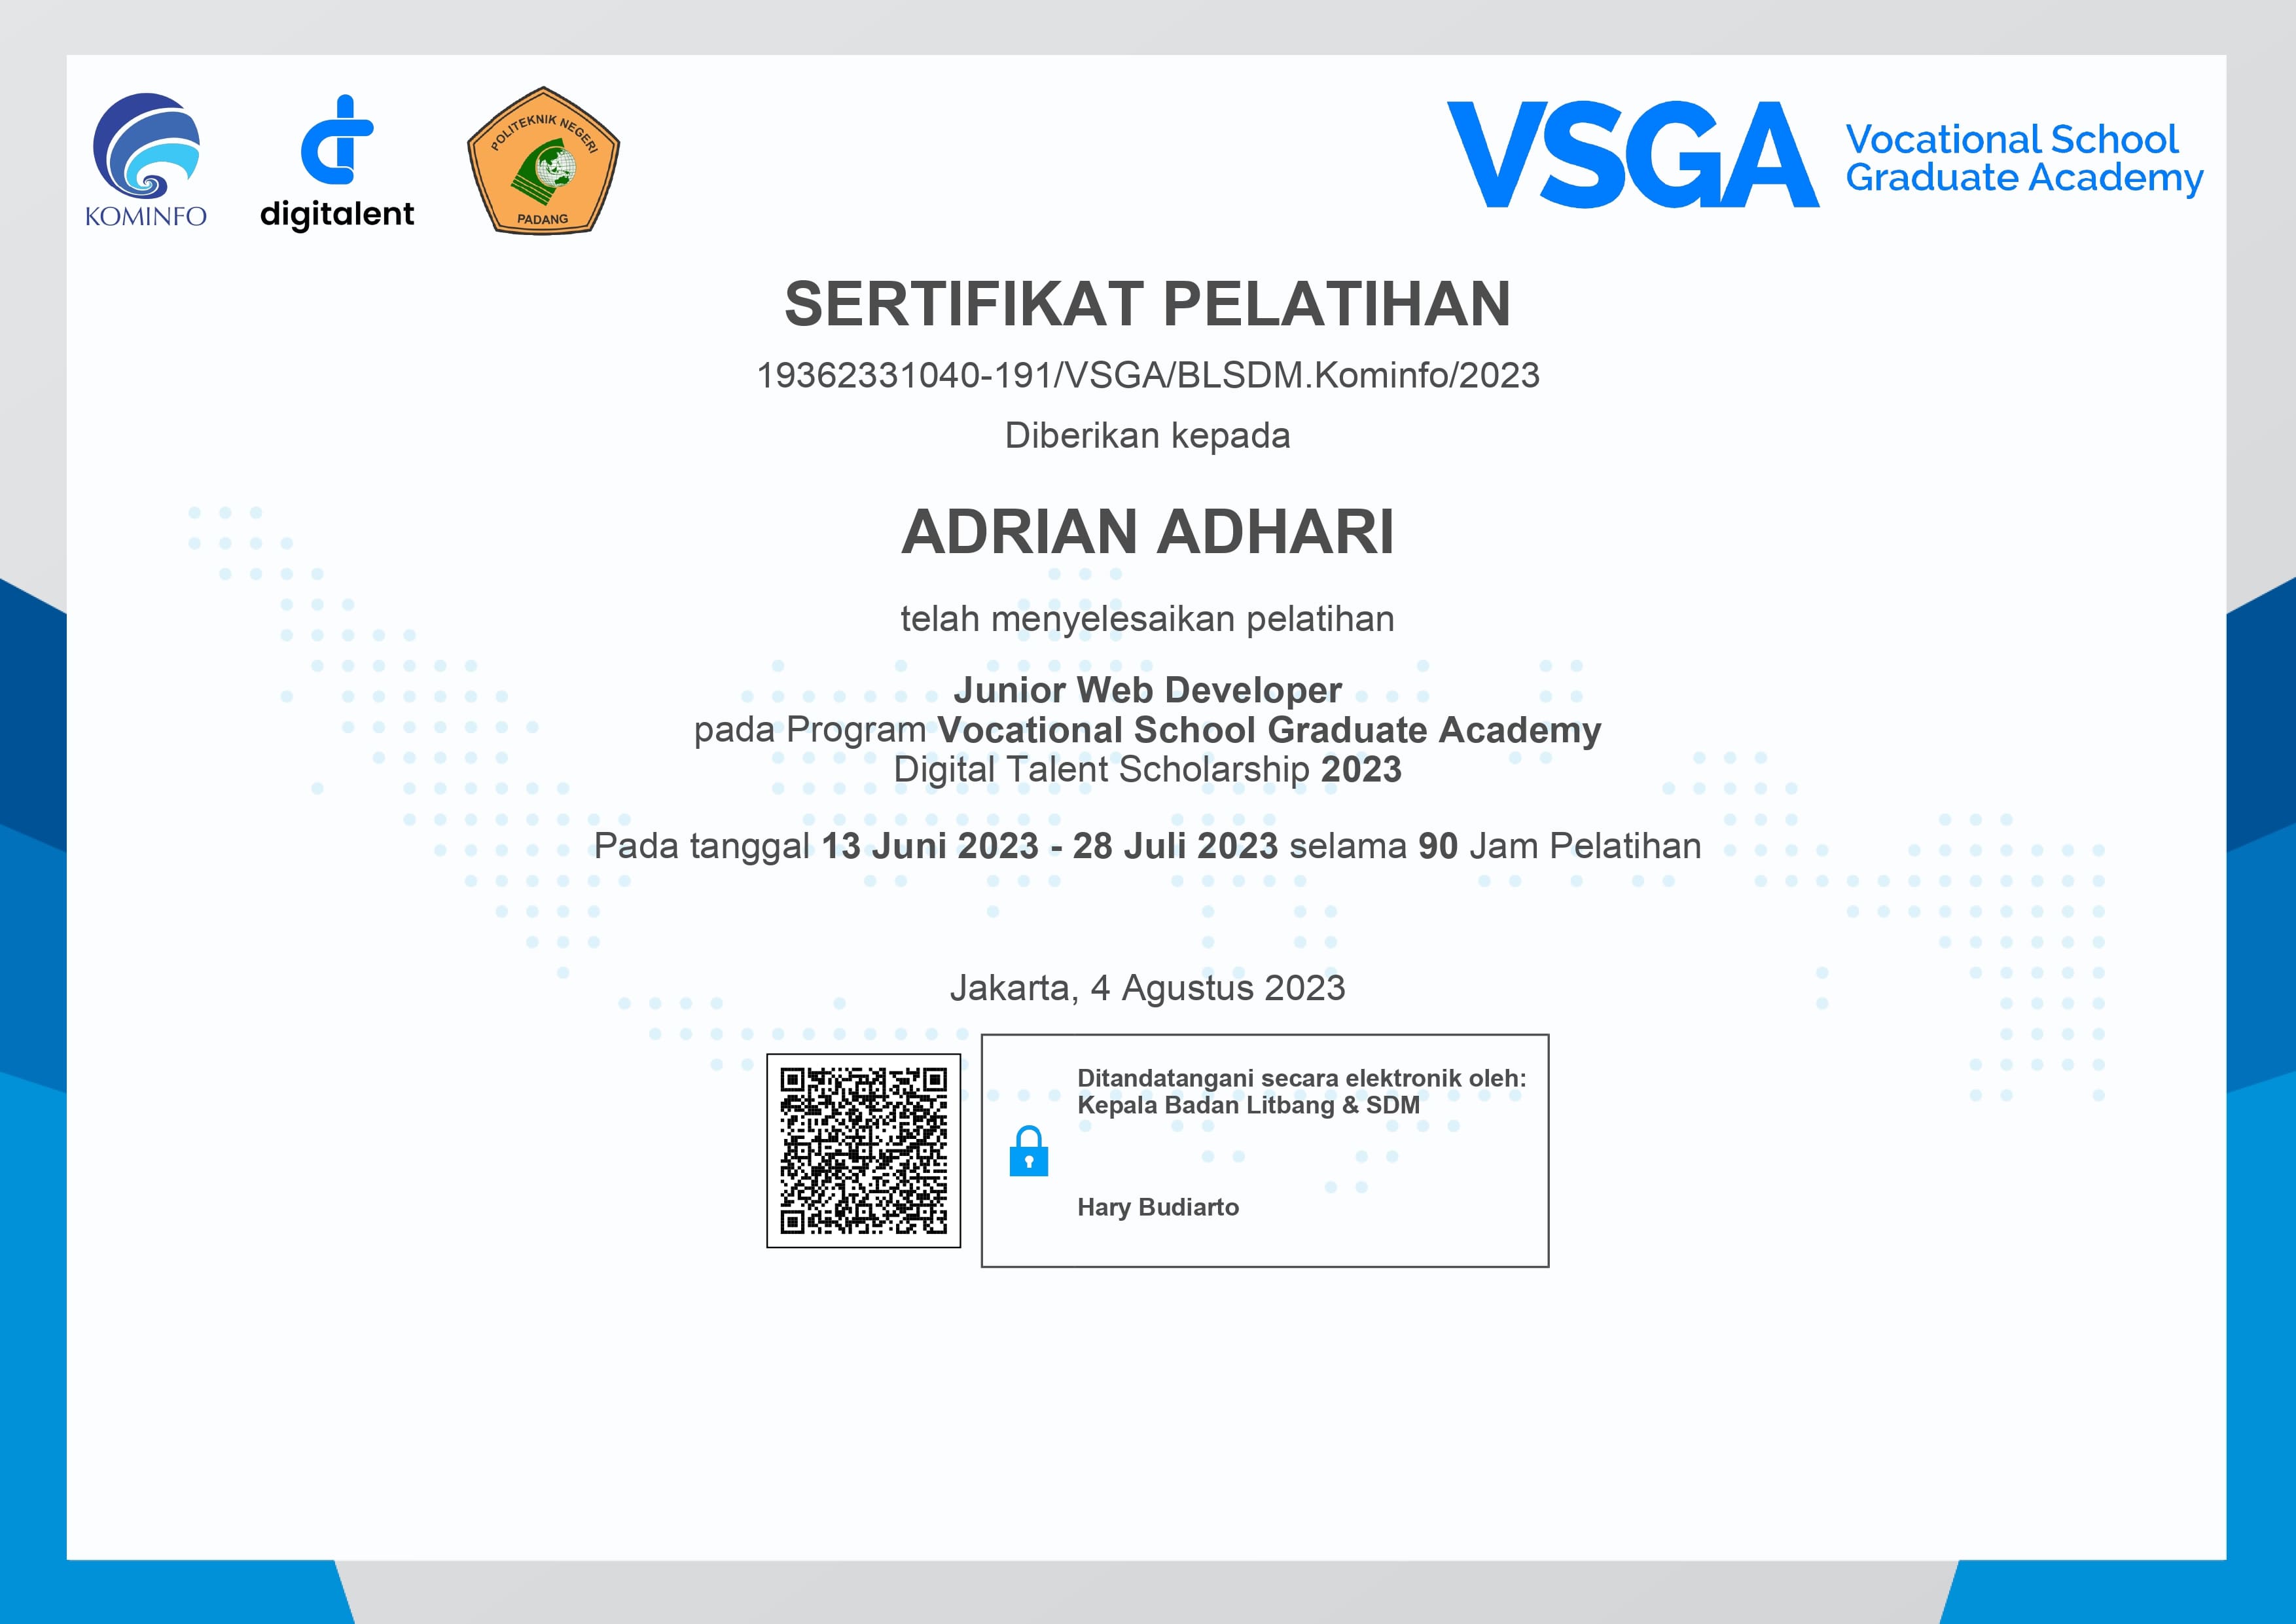 KOMINFO
digitalent
POLITEKNIK NEGERI
PADANG
VSGA
Vocational School
Graduate Academy
SERTIFIKAT PELATIHAN
19362331040-191/VSGA/BLSDM.Kominfo/2023
Diberikan kepada
ADRIAN ADHARI
telah menyelesaikan pelatihan
Junior Web Developer
pada Program Vocational School Graduate Academy
Digital Talent Scholarship 2023
Pada tanggal 13 Juni 2023 - 28 Juli 2023 selama 90 Jam Pelatihan
Jakarta, 4 Agustus 2023
Ditandatangani secara elektronik oleh:
Kepala Badan Litbang & SDM
Hary Budiarto